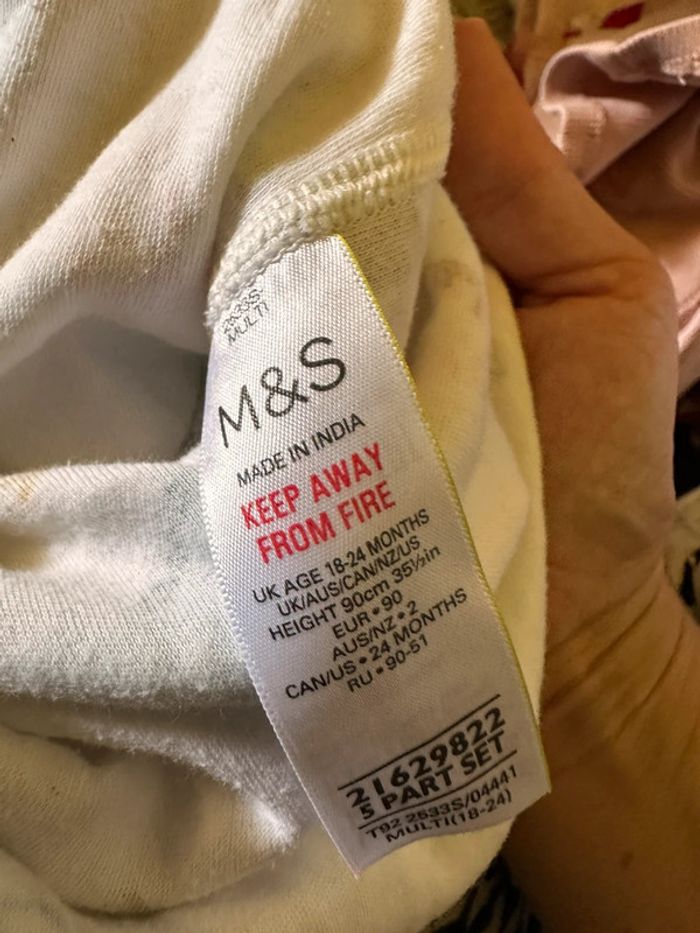 2533S
MULTI
M&S
MADE IN INDIA
KEEP AWAY
FROM FIRE
UK AGE 18-24 MONTHS
UK/AUS/CAN/NZ/US
HEIGHT 90cm 35½in
EUR • 90
AUS/NZ • 2
CAN/US • 24 MONTHS
RU • 90-51
21629822
5 PART SET
T92 2533S/04441
MULTI(18-24)